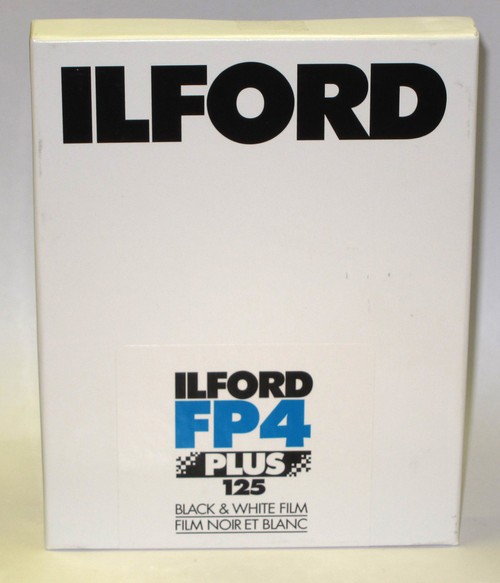 ILFORD
ILFORD
FP4
PLUS
125
BLACK & WHITE FILM
FILM NOIR ET BLANC